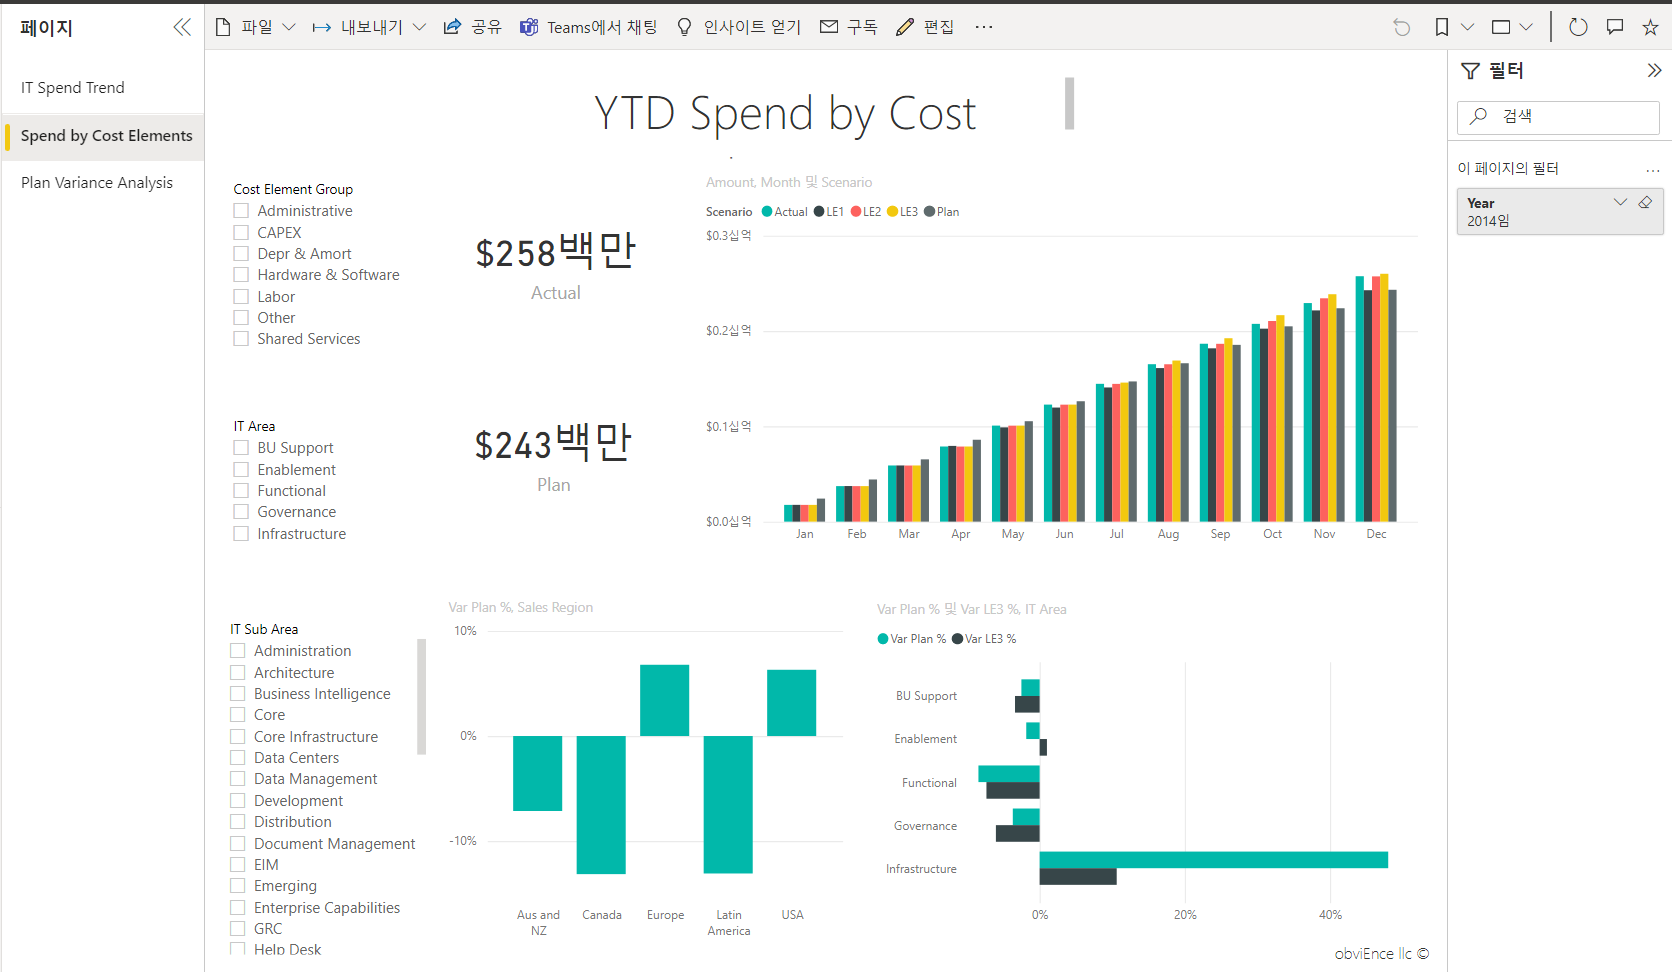 페이지
파일
내보내기
공유
Teams에서 채팅
인사이트 얻기
구독
편집
IT Spend Trend
Spend by Cost Elements
Plan Variance Analysis
YTD Spend by Cost
Cost Element Group
Administrative
CAPEX
Depr & Amort
Hardware & Software
Labor
Other
Shared Services
$258백만
Actual
IT Area
BU Support
Enablement
Functional
Governance
Infrastructure
$243백만
Plan
Amount, Month 및 Scenario
Scenario Actual LE1 LE2 LE3 Plan
$0.3십억
$0.2십억
$0.1십억
$0.0십억
Jan Feb Mar Apr May Jun Jul Aug Sep Oct Nov Dec
IT Sub Area
Administration
Architecture
Business Intelligence
Core
Core Infrastructure
Data Centers
Data Management
Development
Distribution
Document Management
EIM
Emerging
Enterprise Capabilities
GRC
Help Desk
Var Plan %, Sales Region
10%
0%
-10%
Aus and NZ
Canada
Europe
Latin America
USA
Var Plan % 및 Var LE3 %, IT Area
Var Plan % Var LE3 %
BU Support
Enablement
Functional
Governance
Infrastructure
0% 20% 40%
obviEnce llc ©
필터
검색
이 페이지의 필터
Year
2014임